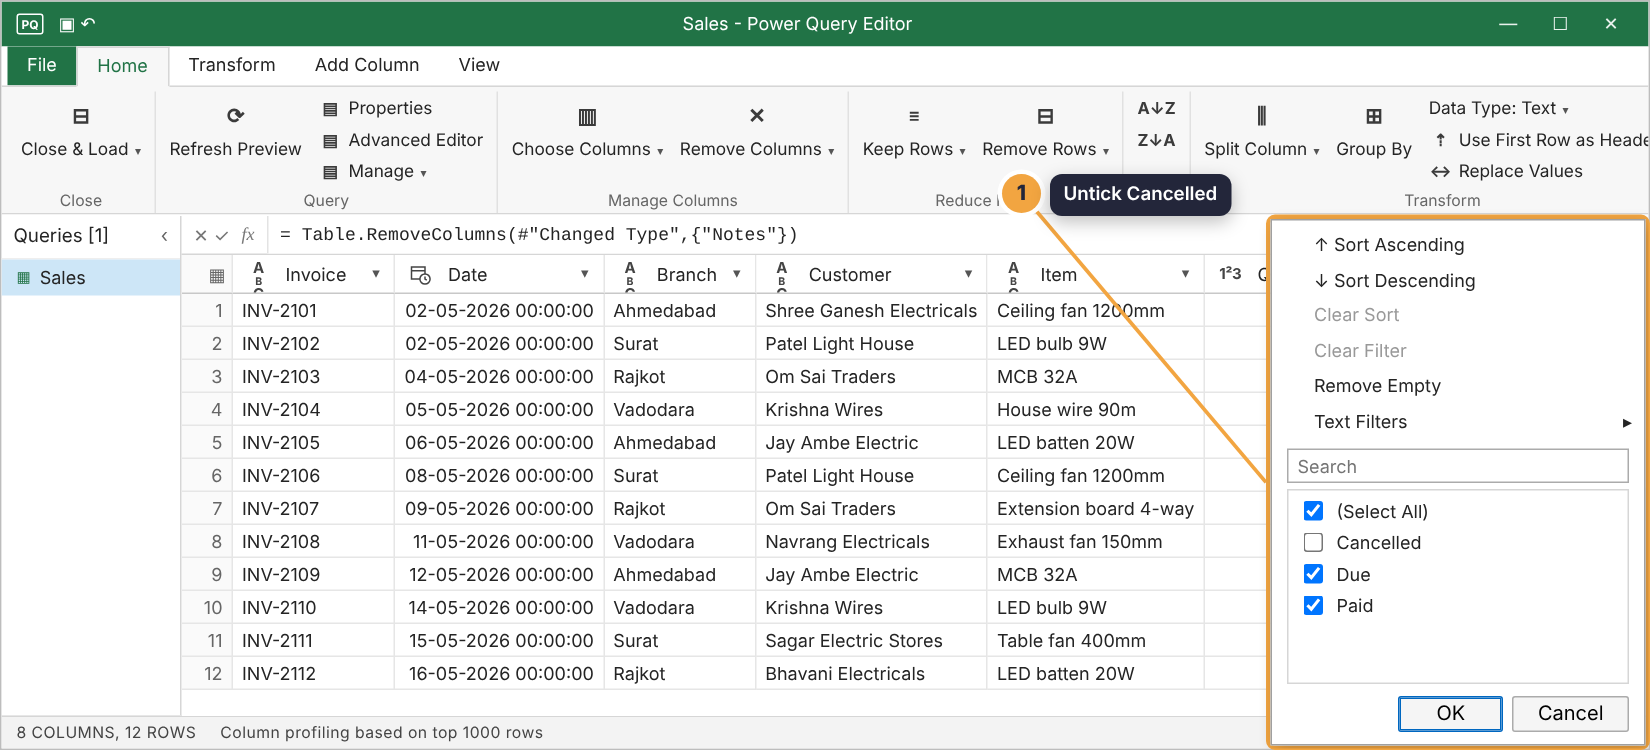 PQ
Sales - Power Query Editor
File Home Transform Add Column View
Close & Load
Close
Refresh Preview
Properties
Advanced Editor
Manage
Query
Choose Columns
Remove Columns
Manage Columns
Keep Rows
Remove Rows
Reduce
A↓Z
Z↓A
Split Column
Group By
Data Type: Text
Use First Row as Heade
Replace Values
Transform
1 Untick Cancelled
Queries [1]
Sales
fx = Table.RemoveColumns(#"Changed Type",{"Notes"})
ABC Invoice Date ABC Branch ABC Customer ABC Item 1²3
1 INV-2101 02-05-2026 00:00:00 Ahmedabad Shree Ganesh Electricals Ceiling fan 1200mm
2 INV-2102 02-05-2026 00:00:00 Surat Patel Light House LED bulb 9W
3 INV-2103 04-05-2026 00:00:00 Rajkot Om Sai Traders MCB 32A
4 INV-2104 05-05-2026 00:00:00 Vadodara Krishna Wires House wire 90m
5 INV-2105 06-05-2026 00:00:00 Ahmedabad Jay Ambe Electric LED batten 20W
6 INV-2106 08-05-2026 00:00:00 Surat Patel Light House Ceiling fan 1200mm
7 INV-2107 09-05-2026 00:00:00 Rajkot Om Sai Traders Extension board 4-way
8 INV-2108 11-05-2026 00:00:00 Vadodara Navrang Electricals Exhaust fan 150mm
9 INV-2109 12-05-2026 00:00:00 Ahmedabad Jay Ambe Electric MCB 32A
10 INV-2110 14-05-2026 00:00:00 Vadodara Krishna Wires LED bulb 9W
11 INV-2111 15-05-2026 00:00:00 Surat Sagar Electric Stores Table fan 400mm
12 INV-2112 16-05-2026 00:00:00 Rajkot Bhavani Electricals LED batten 20W
↑ Sort Ascending
↓ Sort Descending
Clear Sort
Clear Filter
Remove Empty
Text Filters
Search
(Select All)
Cancelled
Due
Paid
OK Cancel
8 COLUMNS, 12 ROWS Column profiling based on top 1000 rows